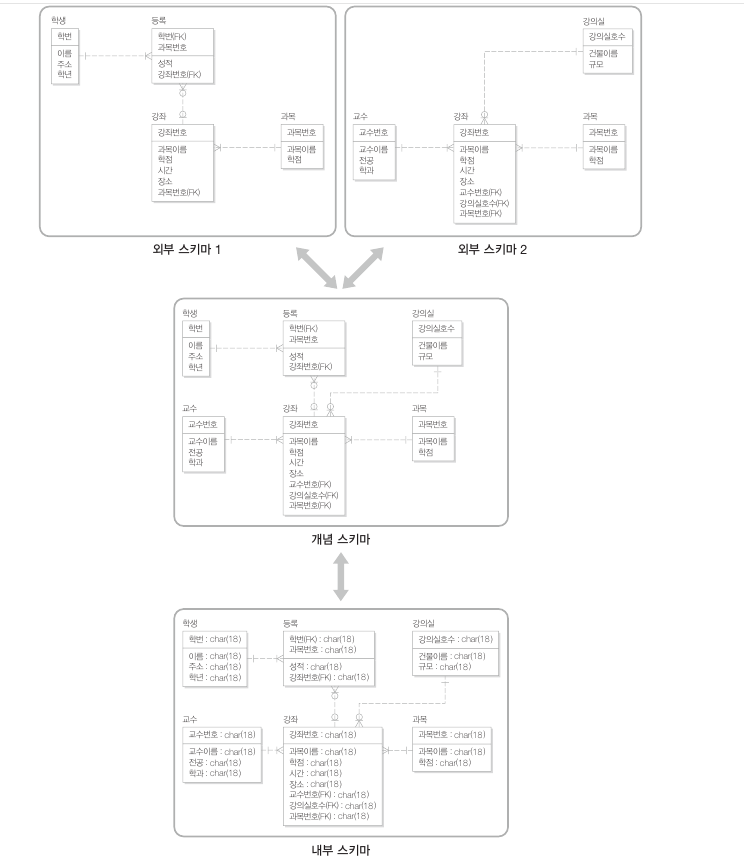 학생
학번
이름
주소
학년
등록
학번(FK)
과목번호
성적
강좌번호(FK)
강좌
강좌번호
과목이름
학점
시간
장소
과목번호(FK)
과목
과목번호
과목이름
학점
외부 스키마 1
강의실
강의실호수
건물이름
규모
교수
교수번호
교수이름
전공
학과
강좌
강좌번호
과목이름
학점
시간
장소
교수번호(FK)
강의실호수(FK)
과목번호(FK)
과목
과목번호
과목이름
학점
외부 스키마 2
학생
학번
이름
주소
학년
등록
학번(FK)
과목번호
성적
강좌번호(FK)
강의실
강의실호수
건물이름
규모
교수
교수번호
교수이름
전공
학과
강좌
강좌번호
과목이름
학점
시간
장소
교수번호(FK)
강의실호수(FK)
과목번호(FK)
과목
과목번호
과목이름
학점
개념 스키마
학생
학번 : char(18)
이름 : char(18)
주소 : char(18)
학년 : char(18)
등록
학번(FK) : char(18)
과목번호 : char(18)
성적 : char(18)
강좌번호(FK) : char(18)
강의실
강의실호수 : char(18)
건물이름 : char(18)
규모 : char(18)
교수
교수번호 : char(18)
교수이름 : char(18)
전공 : char(18)
학과 : char(18)
강좌
강좌번호 : char(18)
과목이름 : char(18)
학점 : char(18)
시간 : char(18)
장소 : char(18)
교수번호(FK) : char(18)
강의실호수(FK) : char(18)
과목번호(FK) : char(18)
과목
과목번호 : char(18)
과목이름 : char(18)
학점 : char(18)
내부 스키마